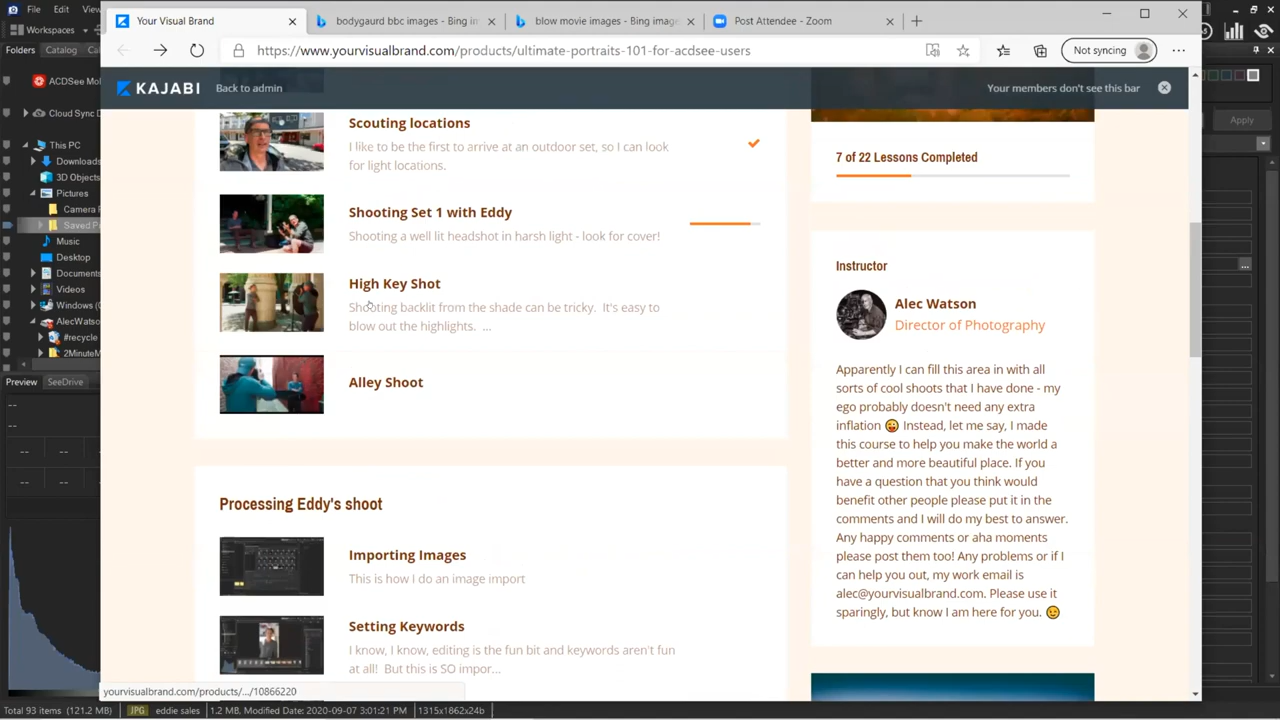 File Edit View
Workspaces
Folders Catalog
ACDSee Mo
Cloud Sync D
This PC
Downloads
3D Objects
Pictures
Camera R
Saved P
Music
Desktop
Documents
Videos
Windows (
AlecWats
#recycle
2MinuteM
Preview SeeDrive
Your Visual Brand
bodygaurd bbc images - Bing im
blow movie images - Bing image
Post Attendee - Zoom
https://www.yourvisualbrand.com/products/ultimate-portraits-101-for-acdsee-users
Not syncing
KAJABI
Back to admin
Your members don't see this bar
Scouting locations
I like to be the first to arrive at an outdoor set, so I can look
for light locations.
Shooting Set 1 with Eddy
Shooting a well lit headshot in harsh light - look for cover!
High Key Shot
Shooting backlit from the shade can be tricky. It's easy to
blow out the highlights. ...
Alley Shoot
Processing Eddy's shoot
Importing Images
This is how I do an image import
Setting Keywords
I know, I know, editing is the fun bit and keywords aren't fun
at all! But this is SO impor...
7 of 22 Lessons Completed
Instructor
Alec Watson
Director of Photography
Apparently I can fill this area in with all
sorts of cool shoots that I have done - my
ego probably doesn't need any extra
inflation 😜 Instead, let me say, I made
this course to help you make the world a
better and more beautiful place. If you
have a question that you think would
benefit other people please put it in the
comments and I will do my best to answer.
Any happy comments or aha moments
please post them too! Any problems or if I
can help you out, my work email is
alec@yourvisualbrand.com. Please use it
sparingly, but know I am here for you. 😉
Apply
yourvisualbrand.com/products/.../10866220
Total 93 items (121.2 MB) JPG eddie sales 1.2 MB, Modified Date: 2020-09-07 3:01:21 PM 1315x1862x24b